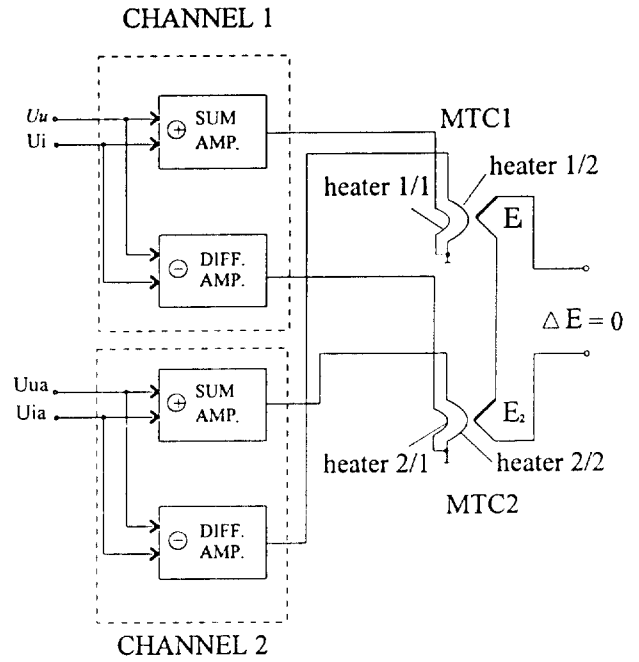 CHANNEL 1
Uu
Ui
⊕ SUM
AMP.
⊖ DIFF.
AMP.
MTC1
heater 1/1
heater 1/2
E
Δ E = 0
Uua
Uia
⊕ SUM
AMP.
⊖ DIFF.
AMP.
E₂
heater 2/1
heater 2/2
MTC2
CHANNEL 2